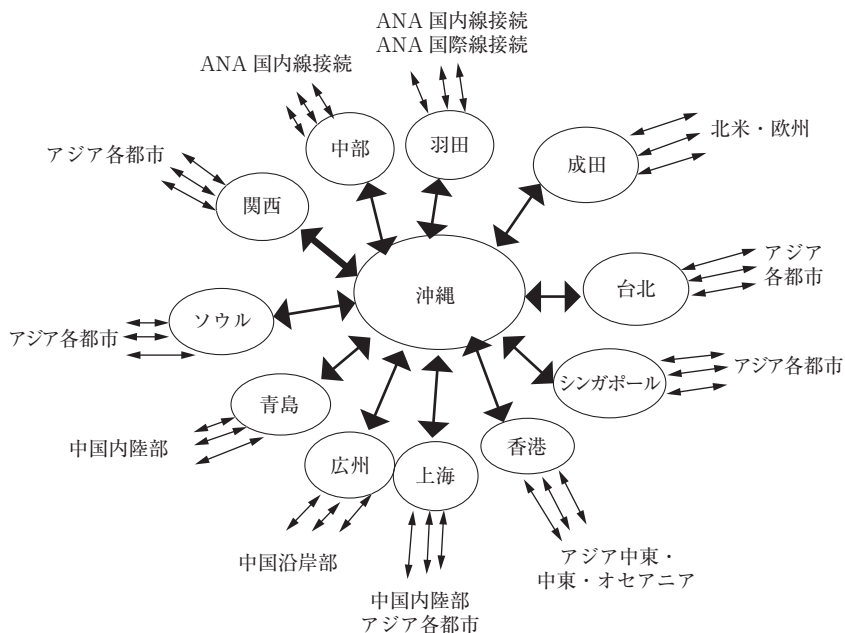 ANA 国内線接続
ANA 国際線接続
ANA 国内線接続
中部
羽田
成田
北米・欧州
アジア各都市
関西
沖縄
台北
アジア
各都市
ソウル
アジア各都市
シンガポール
アジア各都市
青島
中国内陸部
広州
上海
香港
中国沿岸部
アジア中東・
中東・オセアニア
中国内陸部
アジア各都市